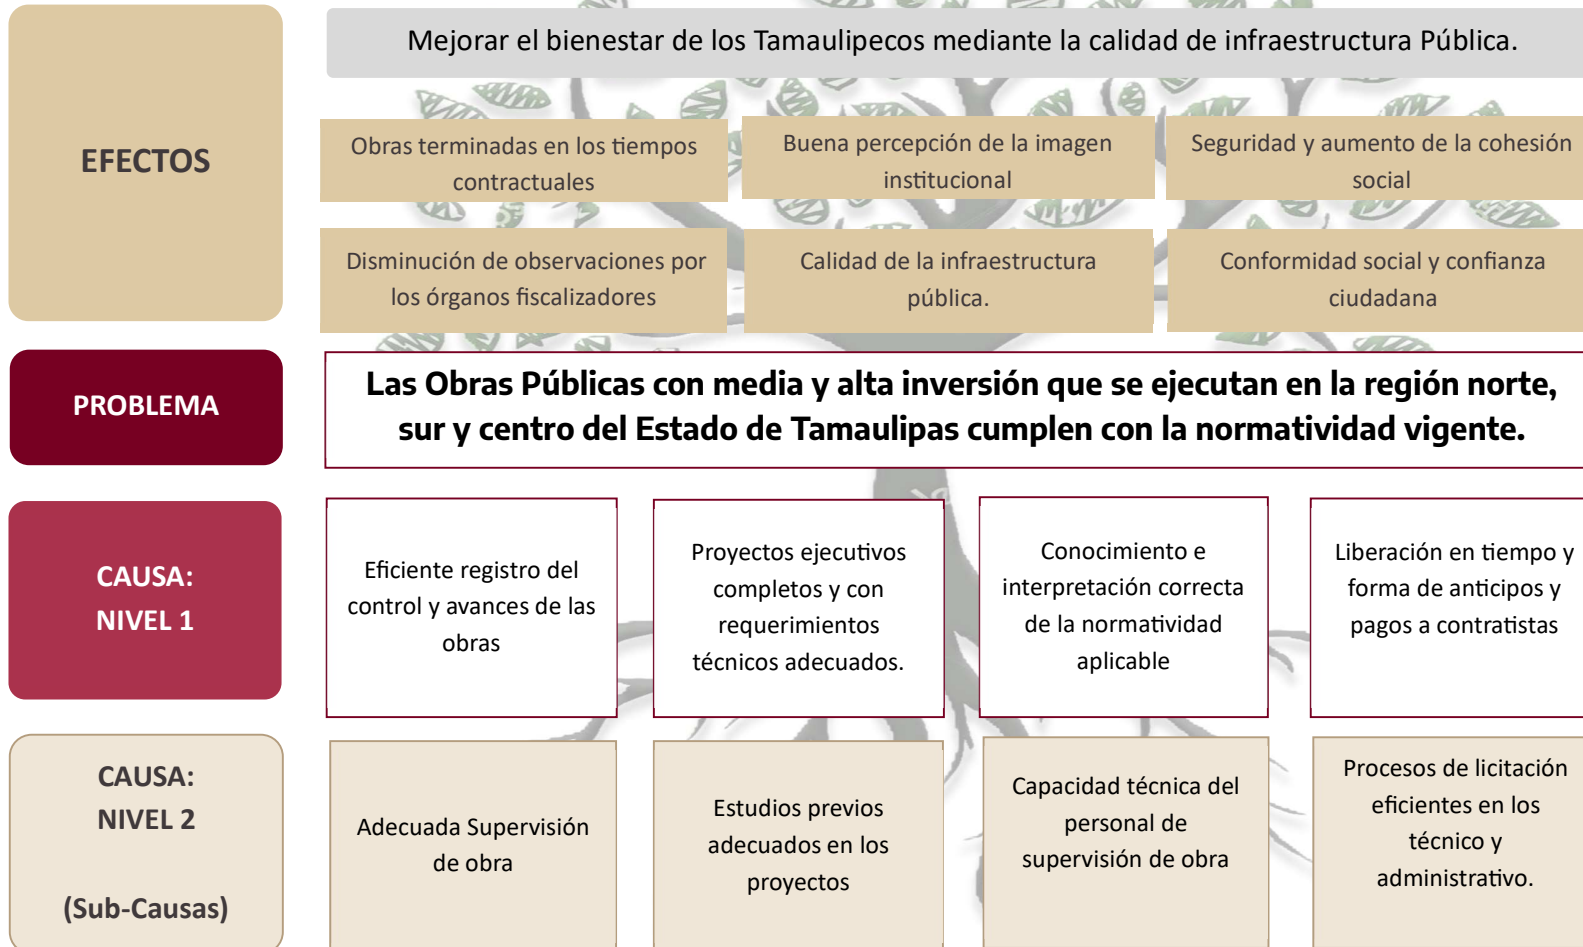 EFECTOS
Mejorar el bienestar de los Tamaulipecos mediante la calidad de infraestructura Pública.
Obras terminadas en los tiempos
contractuales
Buena percepción de la imagen
institucional
Seguridad y aumento de la cohesión
social
Disminución de observaciones por
los órganos fiscalizadores
Calidad de la infraestructura
pública.
Conformidad social y confianza
ciudadana
PROBLEMA
Las Obras Públicas con media y alta inversión que se ejecutan en la región norte,
sur y centro del Estado de Tamaulipas cumplen con la normatividad vigente.
CAUSA:
NIVEL 1
Eficiente registro del
control y avances de las
obras
Proyectos ejecutivos
completos y con
requerimientos
técnicos adecuados.
Conocimiento e
interpretación correcta
de la normatividad
aplicable
Liberación en tiempo y
forma de anticipos y
pagos a contratistas
CAUSA:
NIVEL 2
(Sub-Causas)
Adecuada Supervisión
de obra
Estudios previos
adecuados en los
proyectos
Capacidad técnica del
personal de
supervisión de obra
Procesos de licitación
eficientes en los
técnico y
administrativo.